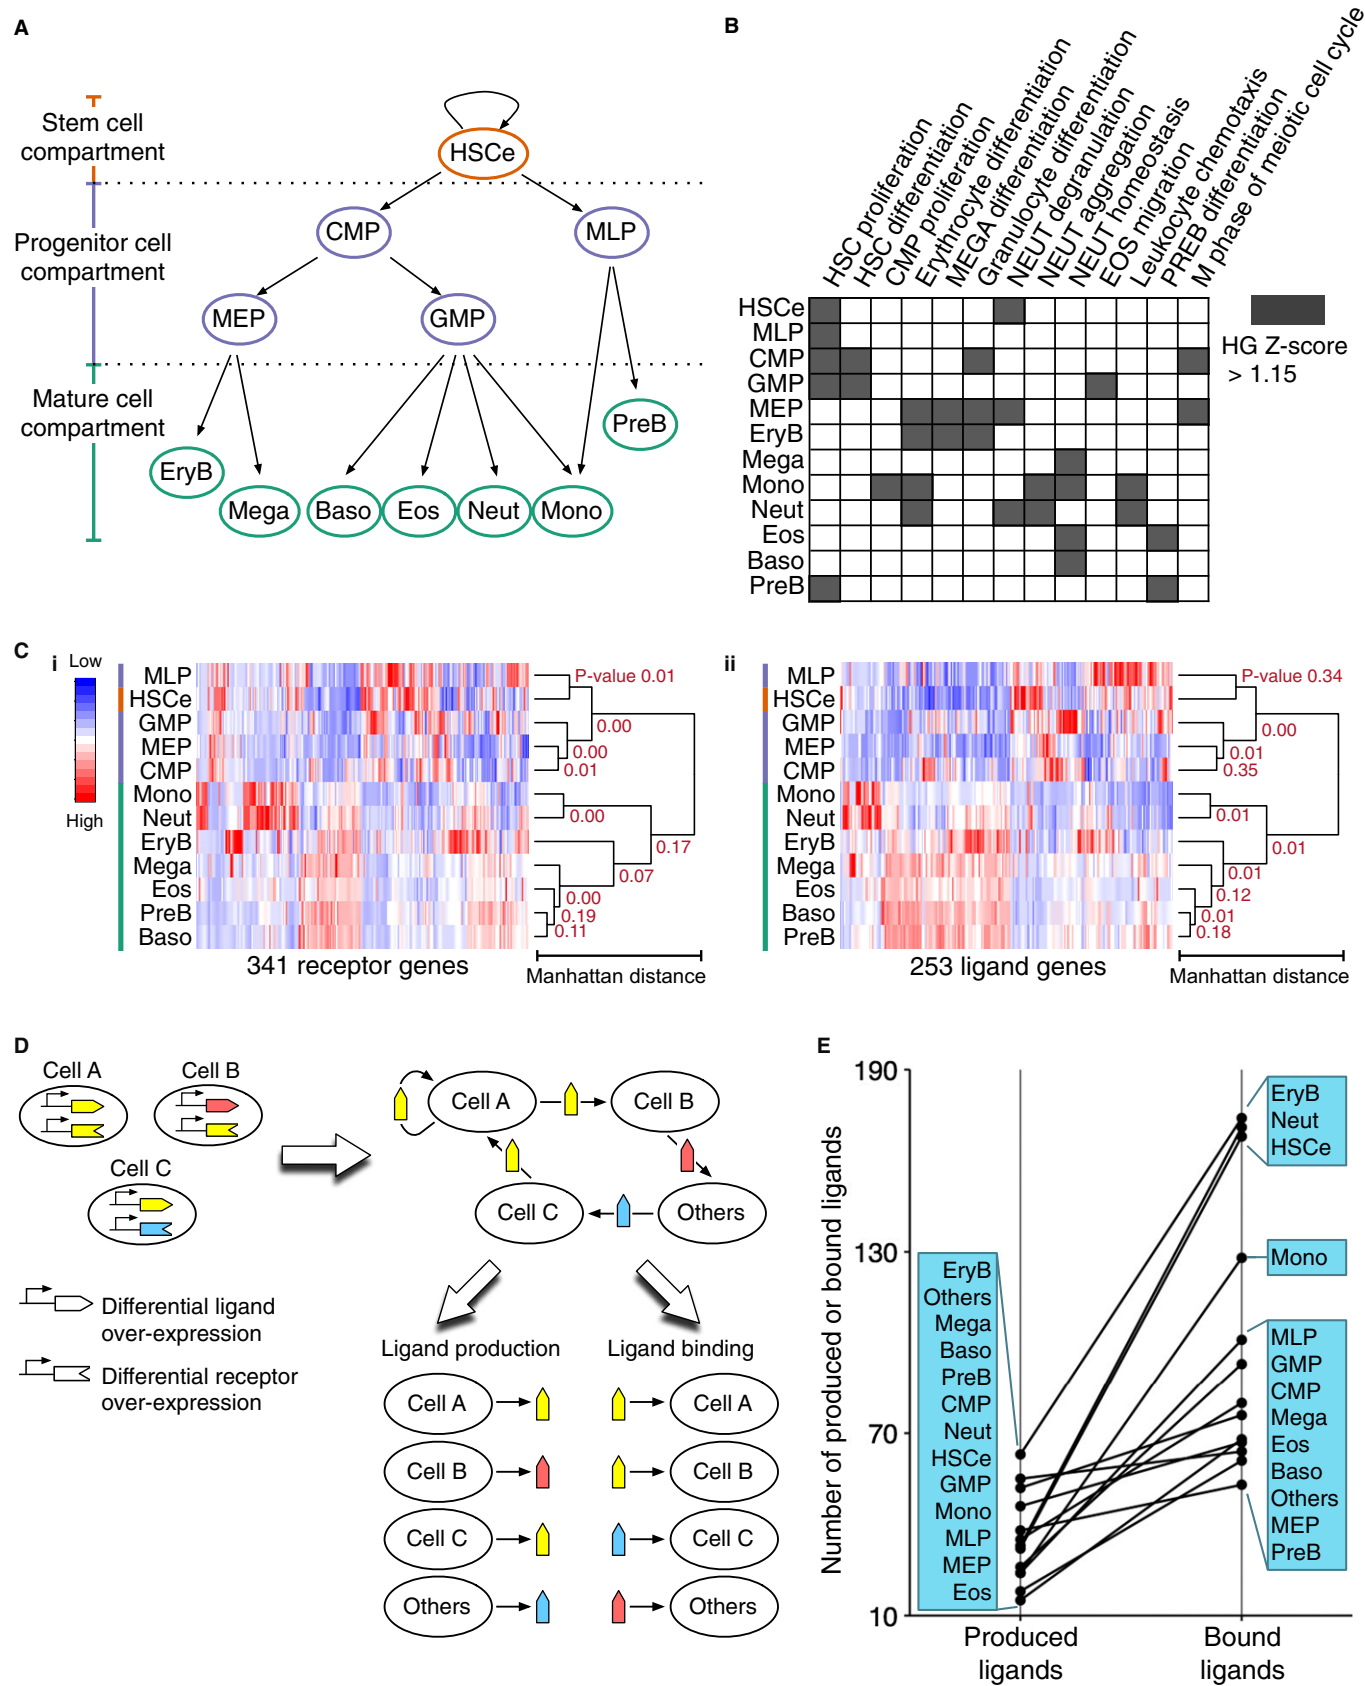 A
Stem cell
compartment
Progenitor cell
compartment
Mature cell
compartment
HSCe
CMP
MLP
MEP
GMP
PreB
EryB
Mega
Baso
Eos
Neut
Mono
B
HSC proliferation
HSC differentiation
CMP proliferation
Erythrocyte differentiation
MEGA differentiation
Granulocyte differentiation
NEUT degranulation
NEUT aggregation
NEUT homeostasis
EOS migration
Leukocyte chemotaxis
PREB differentiation
M phase of meiotic cell cycle
HSCe
MLP
CMP
GMP
MEP
EryB
Mega
Mono
Neut
Eos
Baso
PreB
HG Z-score
> 1.15
C
i
Low
High
MLP
HSCe
GMP
MEP
CMP
Mono
Neut
EryB
Mega
Eos
PreB
Baso
P-value 0.01
0.00
0.00
0.01
0.00
0.17
0.07
0.00
0.19
0.11
341 receptor genes
Manhattan distance
ii
MLP
HSCe
GMP
MEP
CMP
Mono
Neut
EryB
Mega
Eos
Baso
PreB
P-value 0.34
0.00
0.01
0.35
0.01
0.01
0.01
0.12
0.01
0.18
253 ligand genes
Manhattan distance
D
Cell A
Cell B
Cell C
Differential ligand
over-expression
Differential receptor
over-expression
Cell A
Cell B
Cell C
Others
Ligand production
Cell A
Cell B
Cell C
Others
Ligand binding
Cell A
Cell B
Cell C
Others
E
Number of produced or bound ligands
190
130
70
10
EryB
Others
Mega
Baso
PreB
CMP
Neut
HSCe
GMP
Mono
MLP
MEP
Eos
EryB
Neut
HSCe
Mono
MLP
GMP
CMP
Mega
Eos
Baso
Others
MEP
PreB
Produced
ligands
Bound
ligands